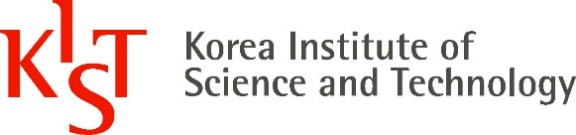 KIST
Korea Institute of
Science and Technology